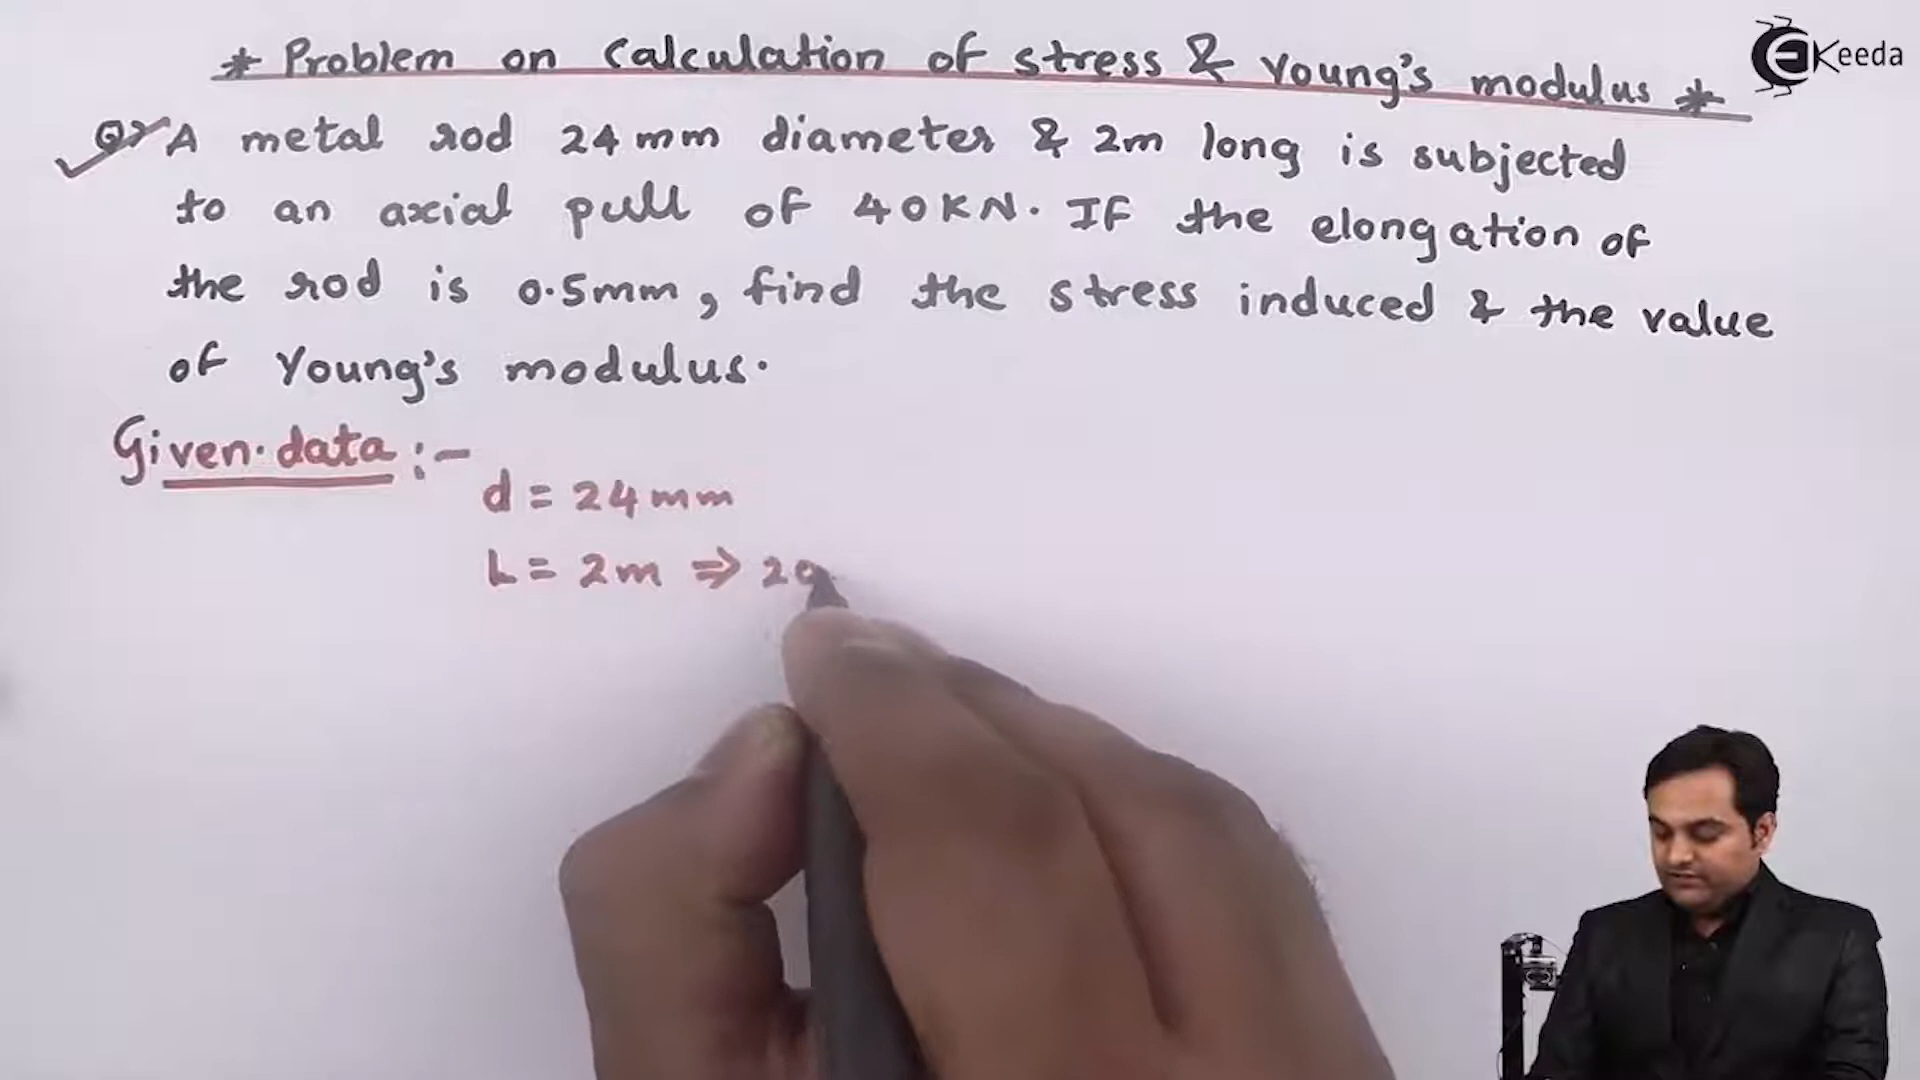 * Problem on calculation of stress & Young's modulus *
EKeeda
Q> A metal rod 24mm diameter & 2m long is subjected
to an axial pull of 40KN. IF the elongation of
the rod is 0.5mm, find the stress induced & the value
of Young's modulus.
Given data :-
d = 24mm
L = 2m ⇒ 20